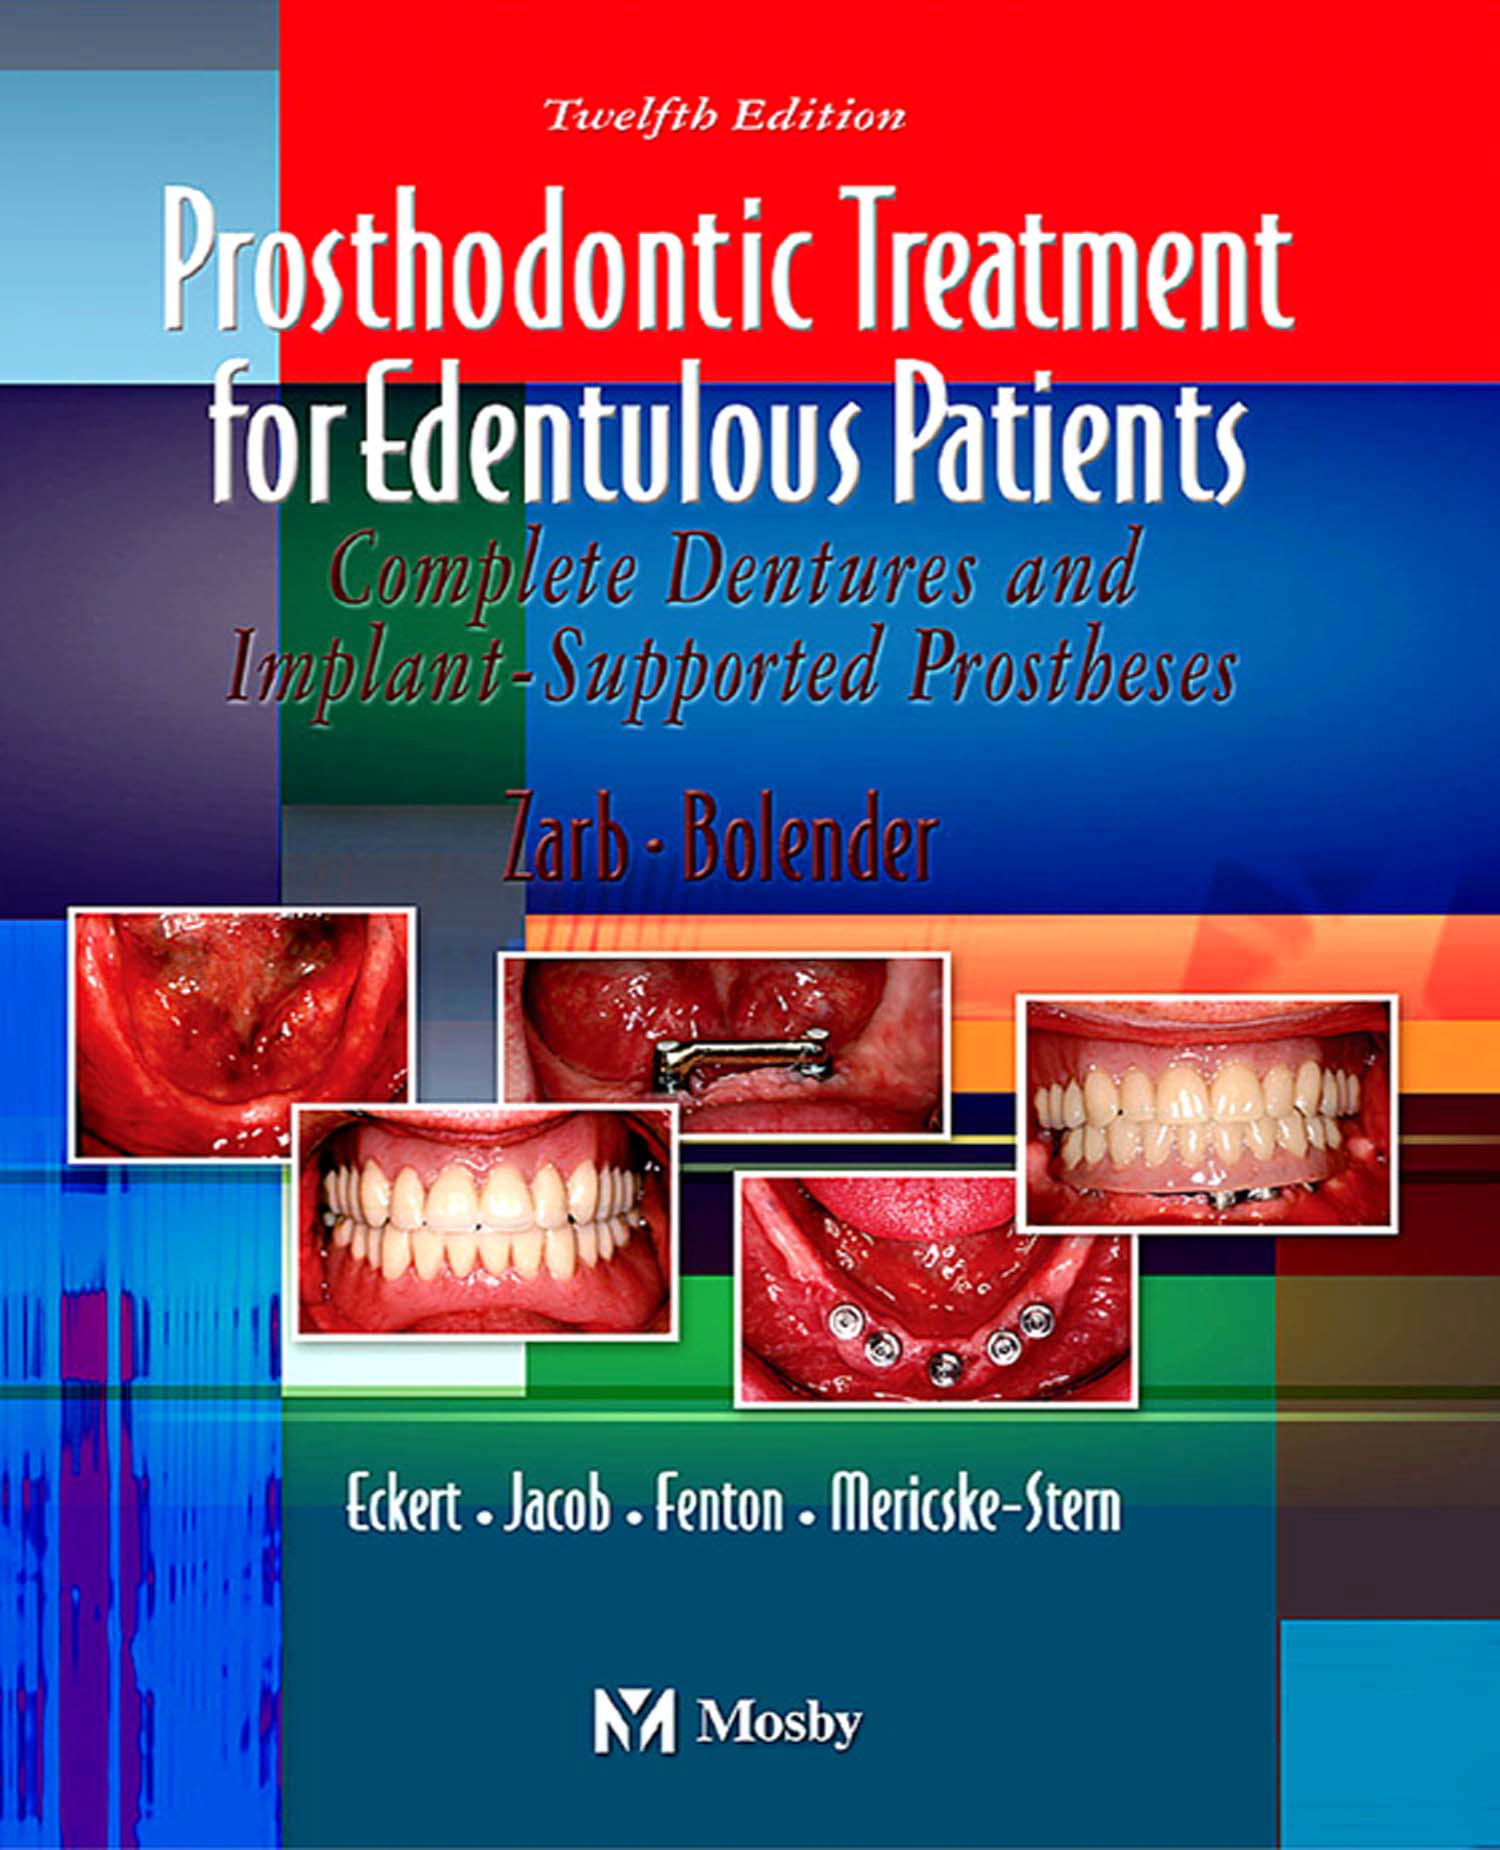 Twelfth Edition
Prosthodontic Treatment
for Edentulous Patients
Complete Dentures and
Implant-Supported Prostheses
Zarb · Bolender
Eckert · Jacob · Fenton · Mericske-Stern
Mosby